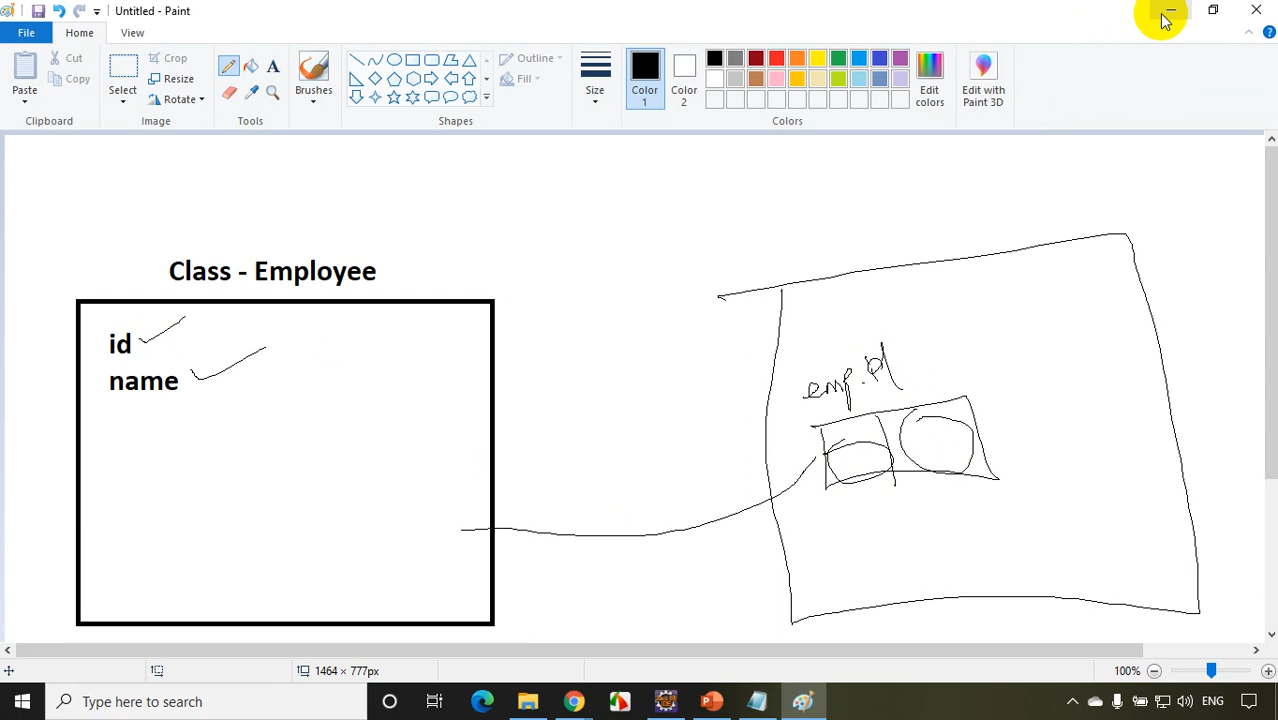 Untitled - Paint
File
Home
View
Paste
Cut
Copy
Clipboard
Select
Crop
Resize
Rotate
Image
Tools
Brushes
Shapes
Outline
Fill
Size
Color 1
Color 2
Edit colors
Colors
Edit with Paint 3D
Class - Employee
id
name
emp.id
1464 × 777px
100%
Type here to search
ENG